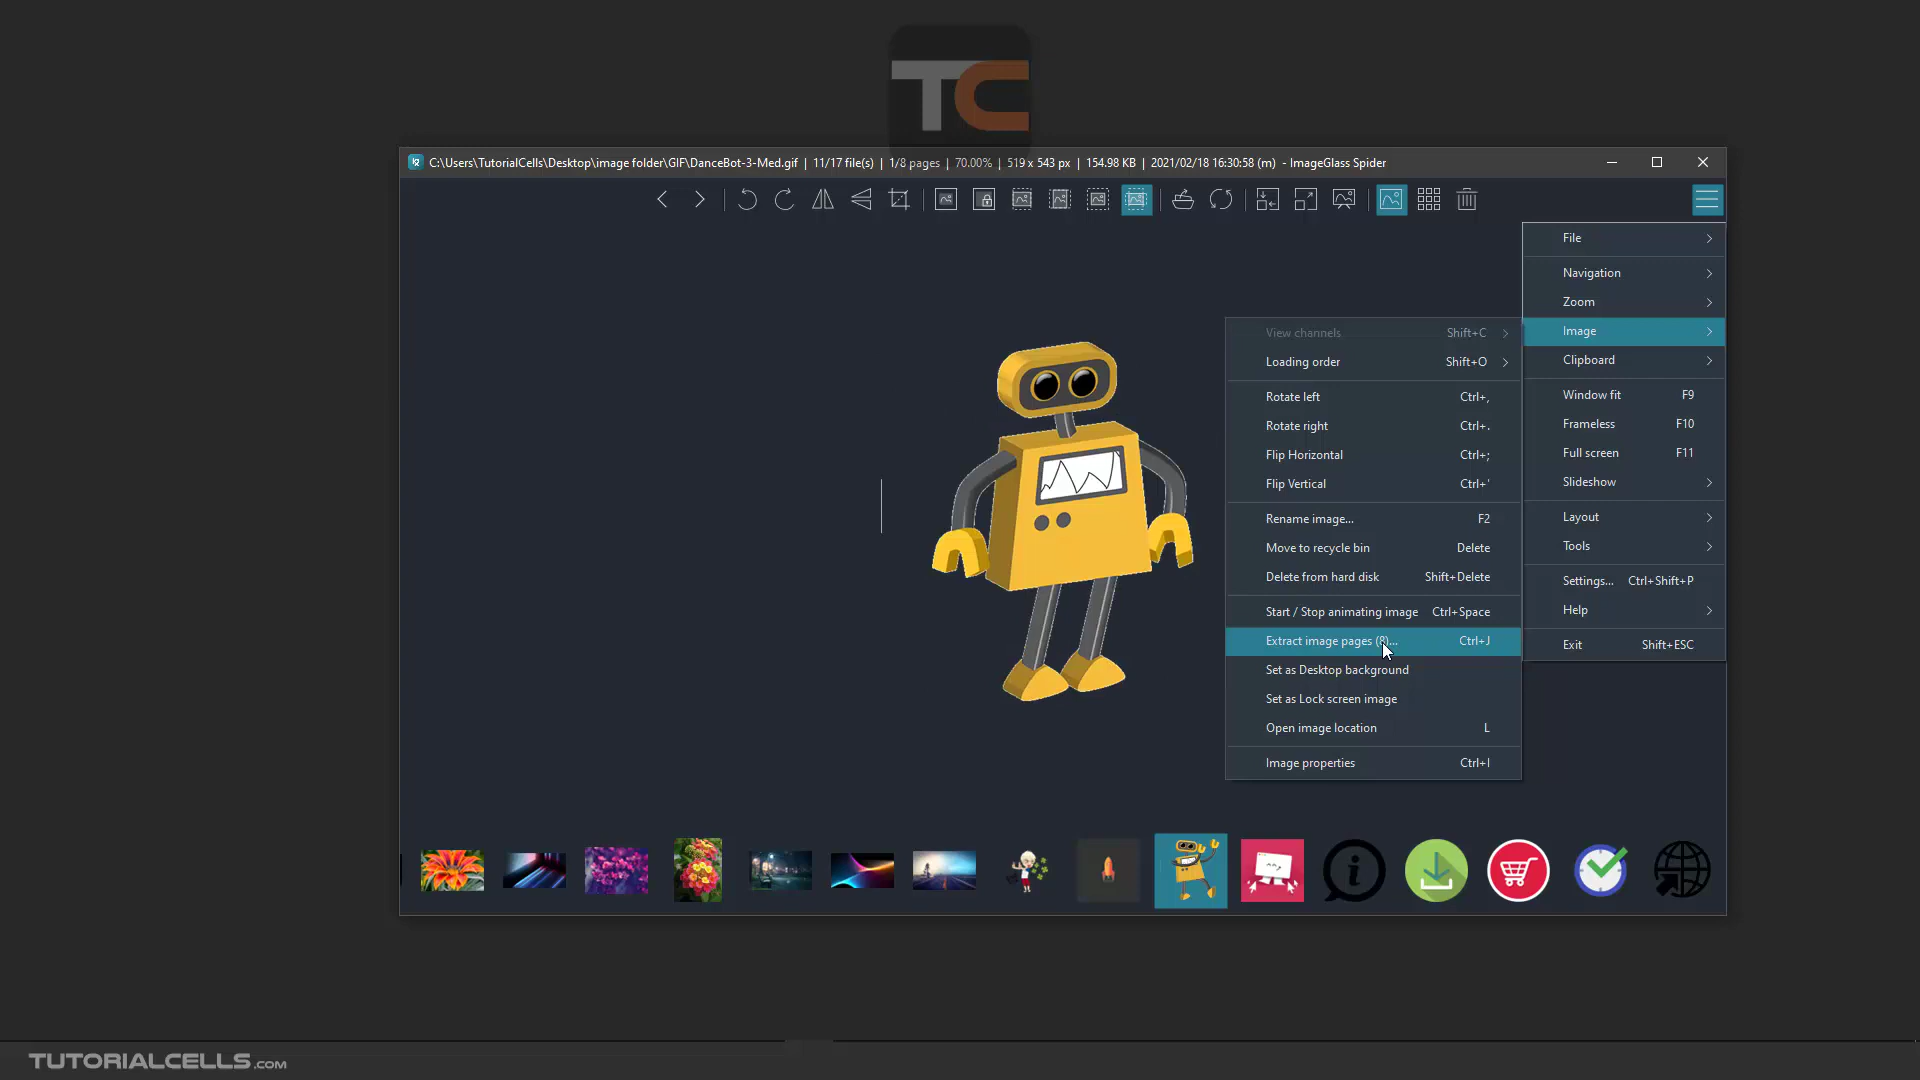 TC
C:\Users\TutorialCells\Desktop\image folder\GIF\DanceBot-3-Med.gif | 11/17 file(s) | 1/8 pages | 70.00% | 519 x 543 px | 154.98 KB | 2021/02/18 16:30:58 (m) - ImageGlass Spider
File
Navigation
Zoom
Image
Clipboard
Window fit F9
Frameless F10
Full screen F11
Slideshow
Layout
Tools
Settings... Ctrl+Shift+P
Help
Exit Shift+ESC
View channels Shift+C
Loading order Shift+O
Rotate left Ctrl+,
Rotate right Ctrl+.
Flip Horizontal Ctrl+;
Flip Vertical Ctrl+'
Rename image... F2
Move to recycle bin Delete
Delete from hard disk Shift+Delete
Start / Stop animating image Ctrl+Space
Extract image pages (8)... Ctrl+J
Set as Desktop background
Set as Lock screen image
Open image location L
Image properties Ctrl+I
TUTORIALCELLS.COM